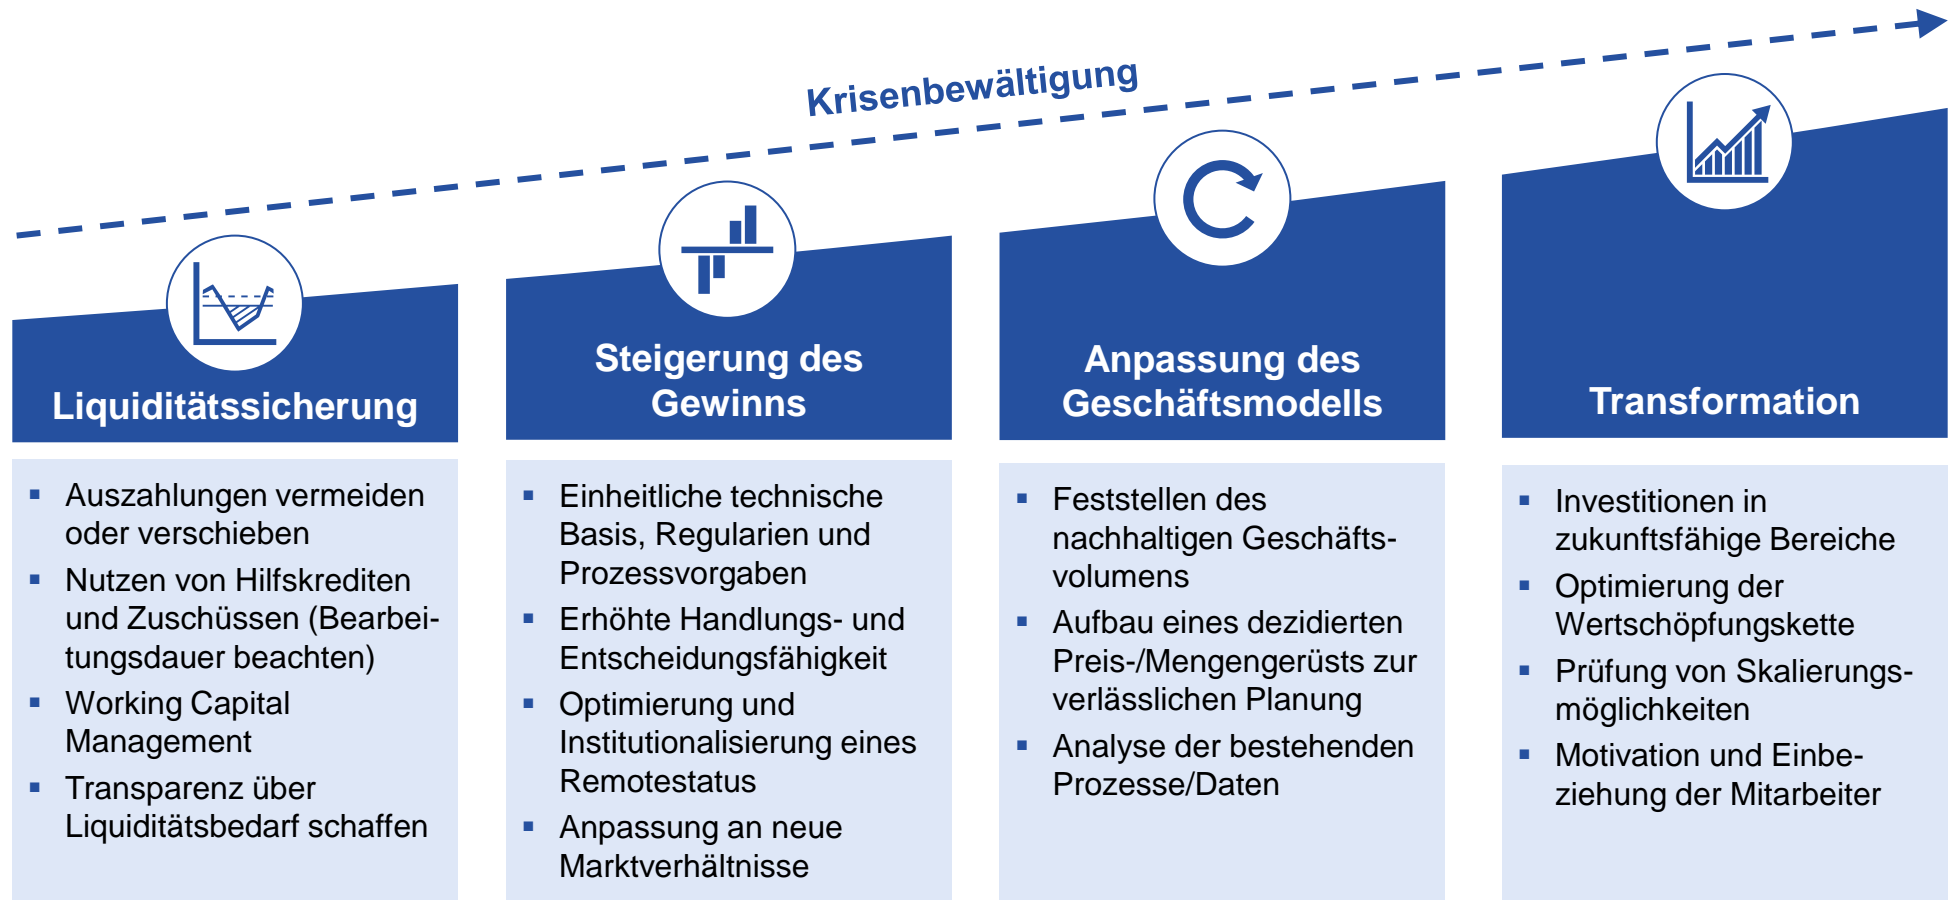 Krisenbewältigung
Liquiditätssicherung
Auszahlungen vermeiden
oder verschieben
Nutzen von Hilfskrediten
und Zuschüssen (Bearbei-
tungsdauer beachten)
Working Capital
Management
Transparenz über
Liquiditätsbedarf schaffen
Steigerung des
Gewinns
Einheitliche technische
Basis, Regularien und
Prozessvorgaben
Erhöhte Handlungs- und
Entscheidungsfähigkeit
Optimierung und
Institutionalisierung eines
Remotestatus
Anpassung an neue
Marktverhältnisse
Anpassung des
Geschäftsmodells
Feststellen des
nachhaltigen Geschäfts-
volumens
Aufbau eines dezidierten
Preis-/Mengengerüsts zur
verlässlichen Planung
Analyse der bestehenden
Prozesse/Daten
Transformation
Investitionen in
zukunftsfähige Bereiche
Optimierung der
Wertschöpfungskette
Prüfung von Skalierungs-
möglichkeiten
Motivation und Einbe-
ziehung der Mitarbeiter